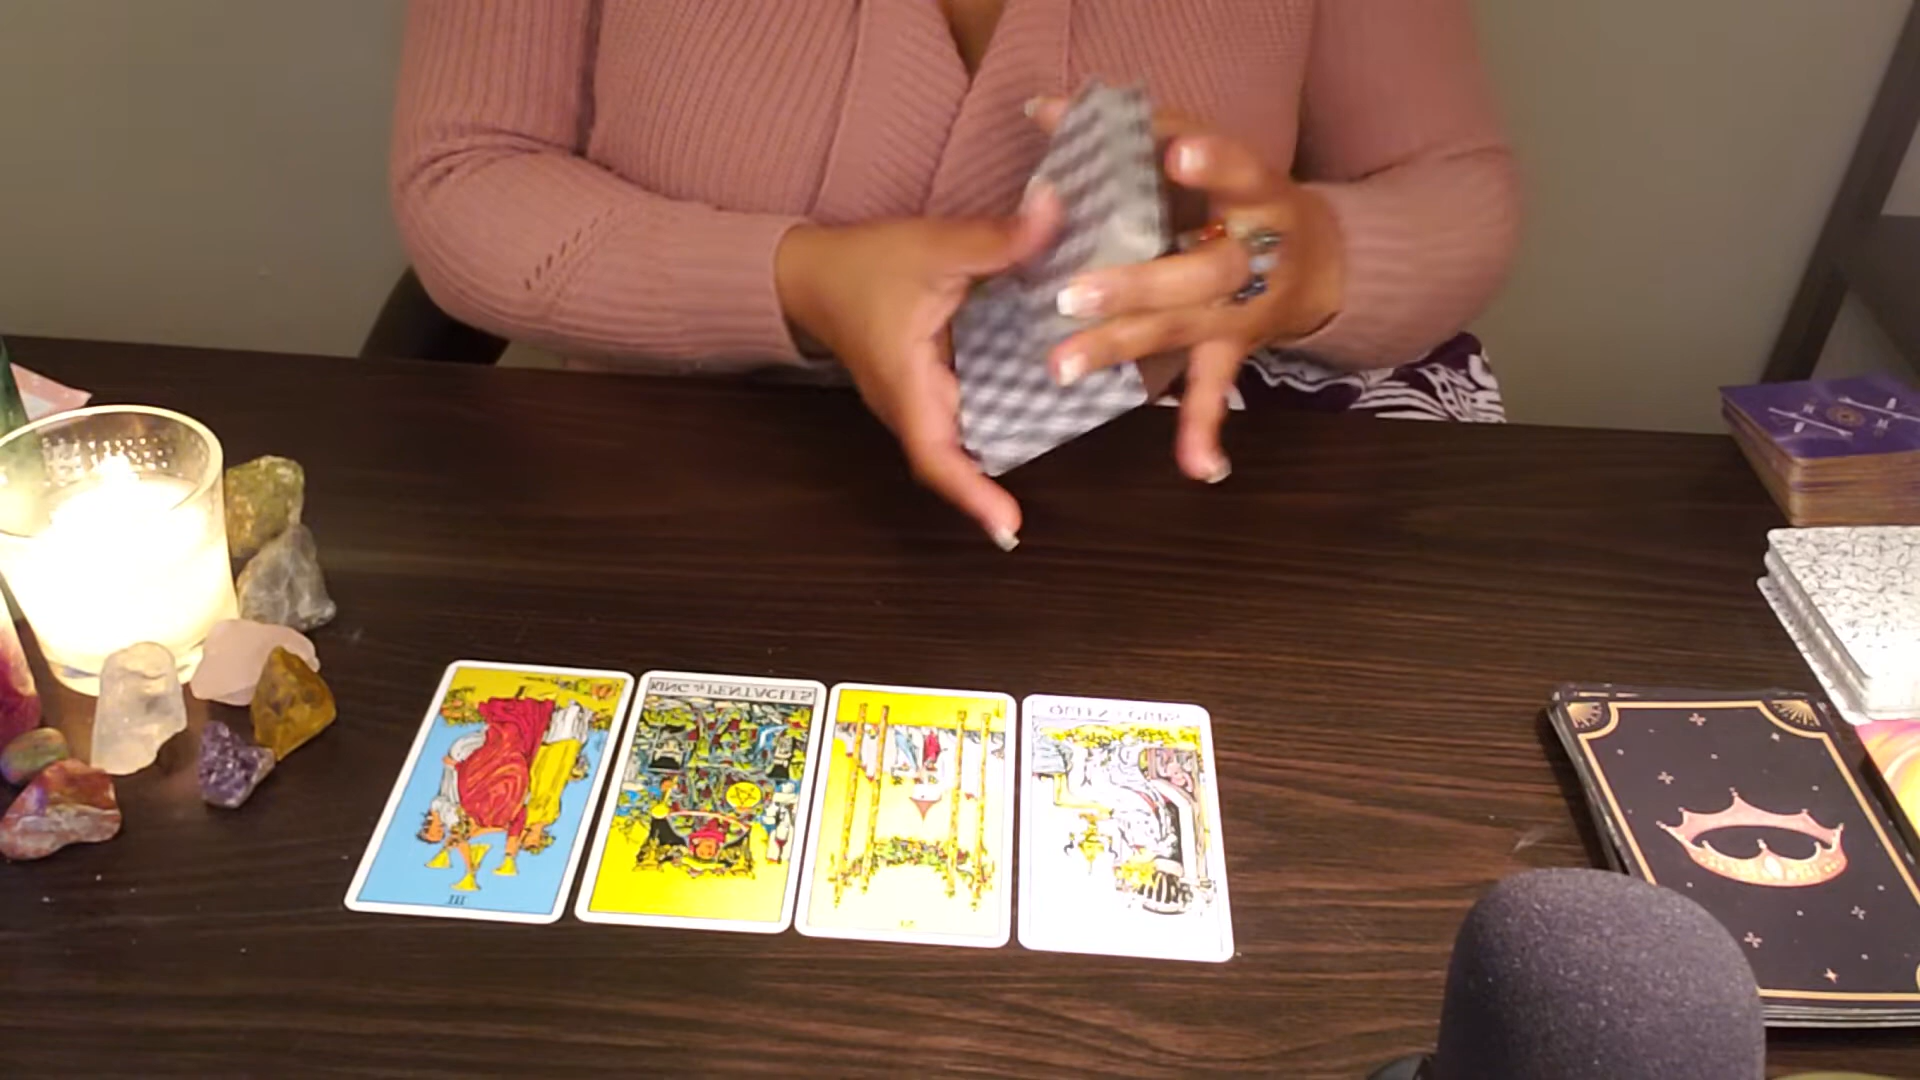 KING of PENTACLES
QUEEN of CUPS
III